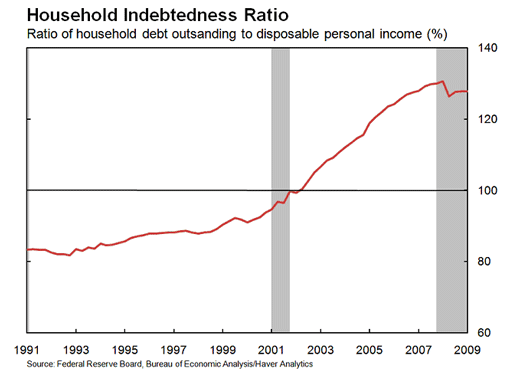 Household Indebtedness Ratio
Ratio of household debt outsanding to disposable personal income (%)
140
120
100
80
60
1991 1993 1995 1997 1999 2001 2003 2005 2007 2009
Source: Federal Reserve Board, Bureau of Economic Analysis/Haver Analytics